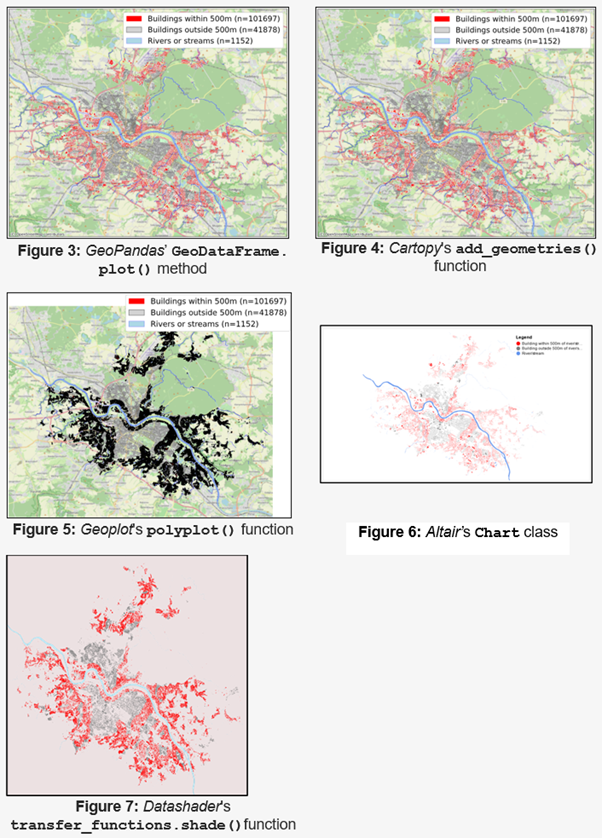 Buildings within 500m (n=101697)
Buildings outside 500m (n=41878)
Rivers or streams (n=1152)
Buildings within 500m (n=101697)
Buildings outside 500m (n=41878)
Rivers or streams (n=1152)
Figure 3: GeoPandas' GeoDataFrame.
plot() method
Figure 4: Cartopy's add_geometries()
function
Buildings within 500m (n=101697)
Buildings outside 500m (n=41878)
Rivers or streams (n=1152)
Legend
Building within 500m of river/str...
Building outside 500m of river/s...
River/stream
Figure 5: Geoplot's polyplot() function
Figure 6: Altair's Chart class
Figure 7: Datashader's
transfer_functions.shade() function